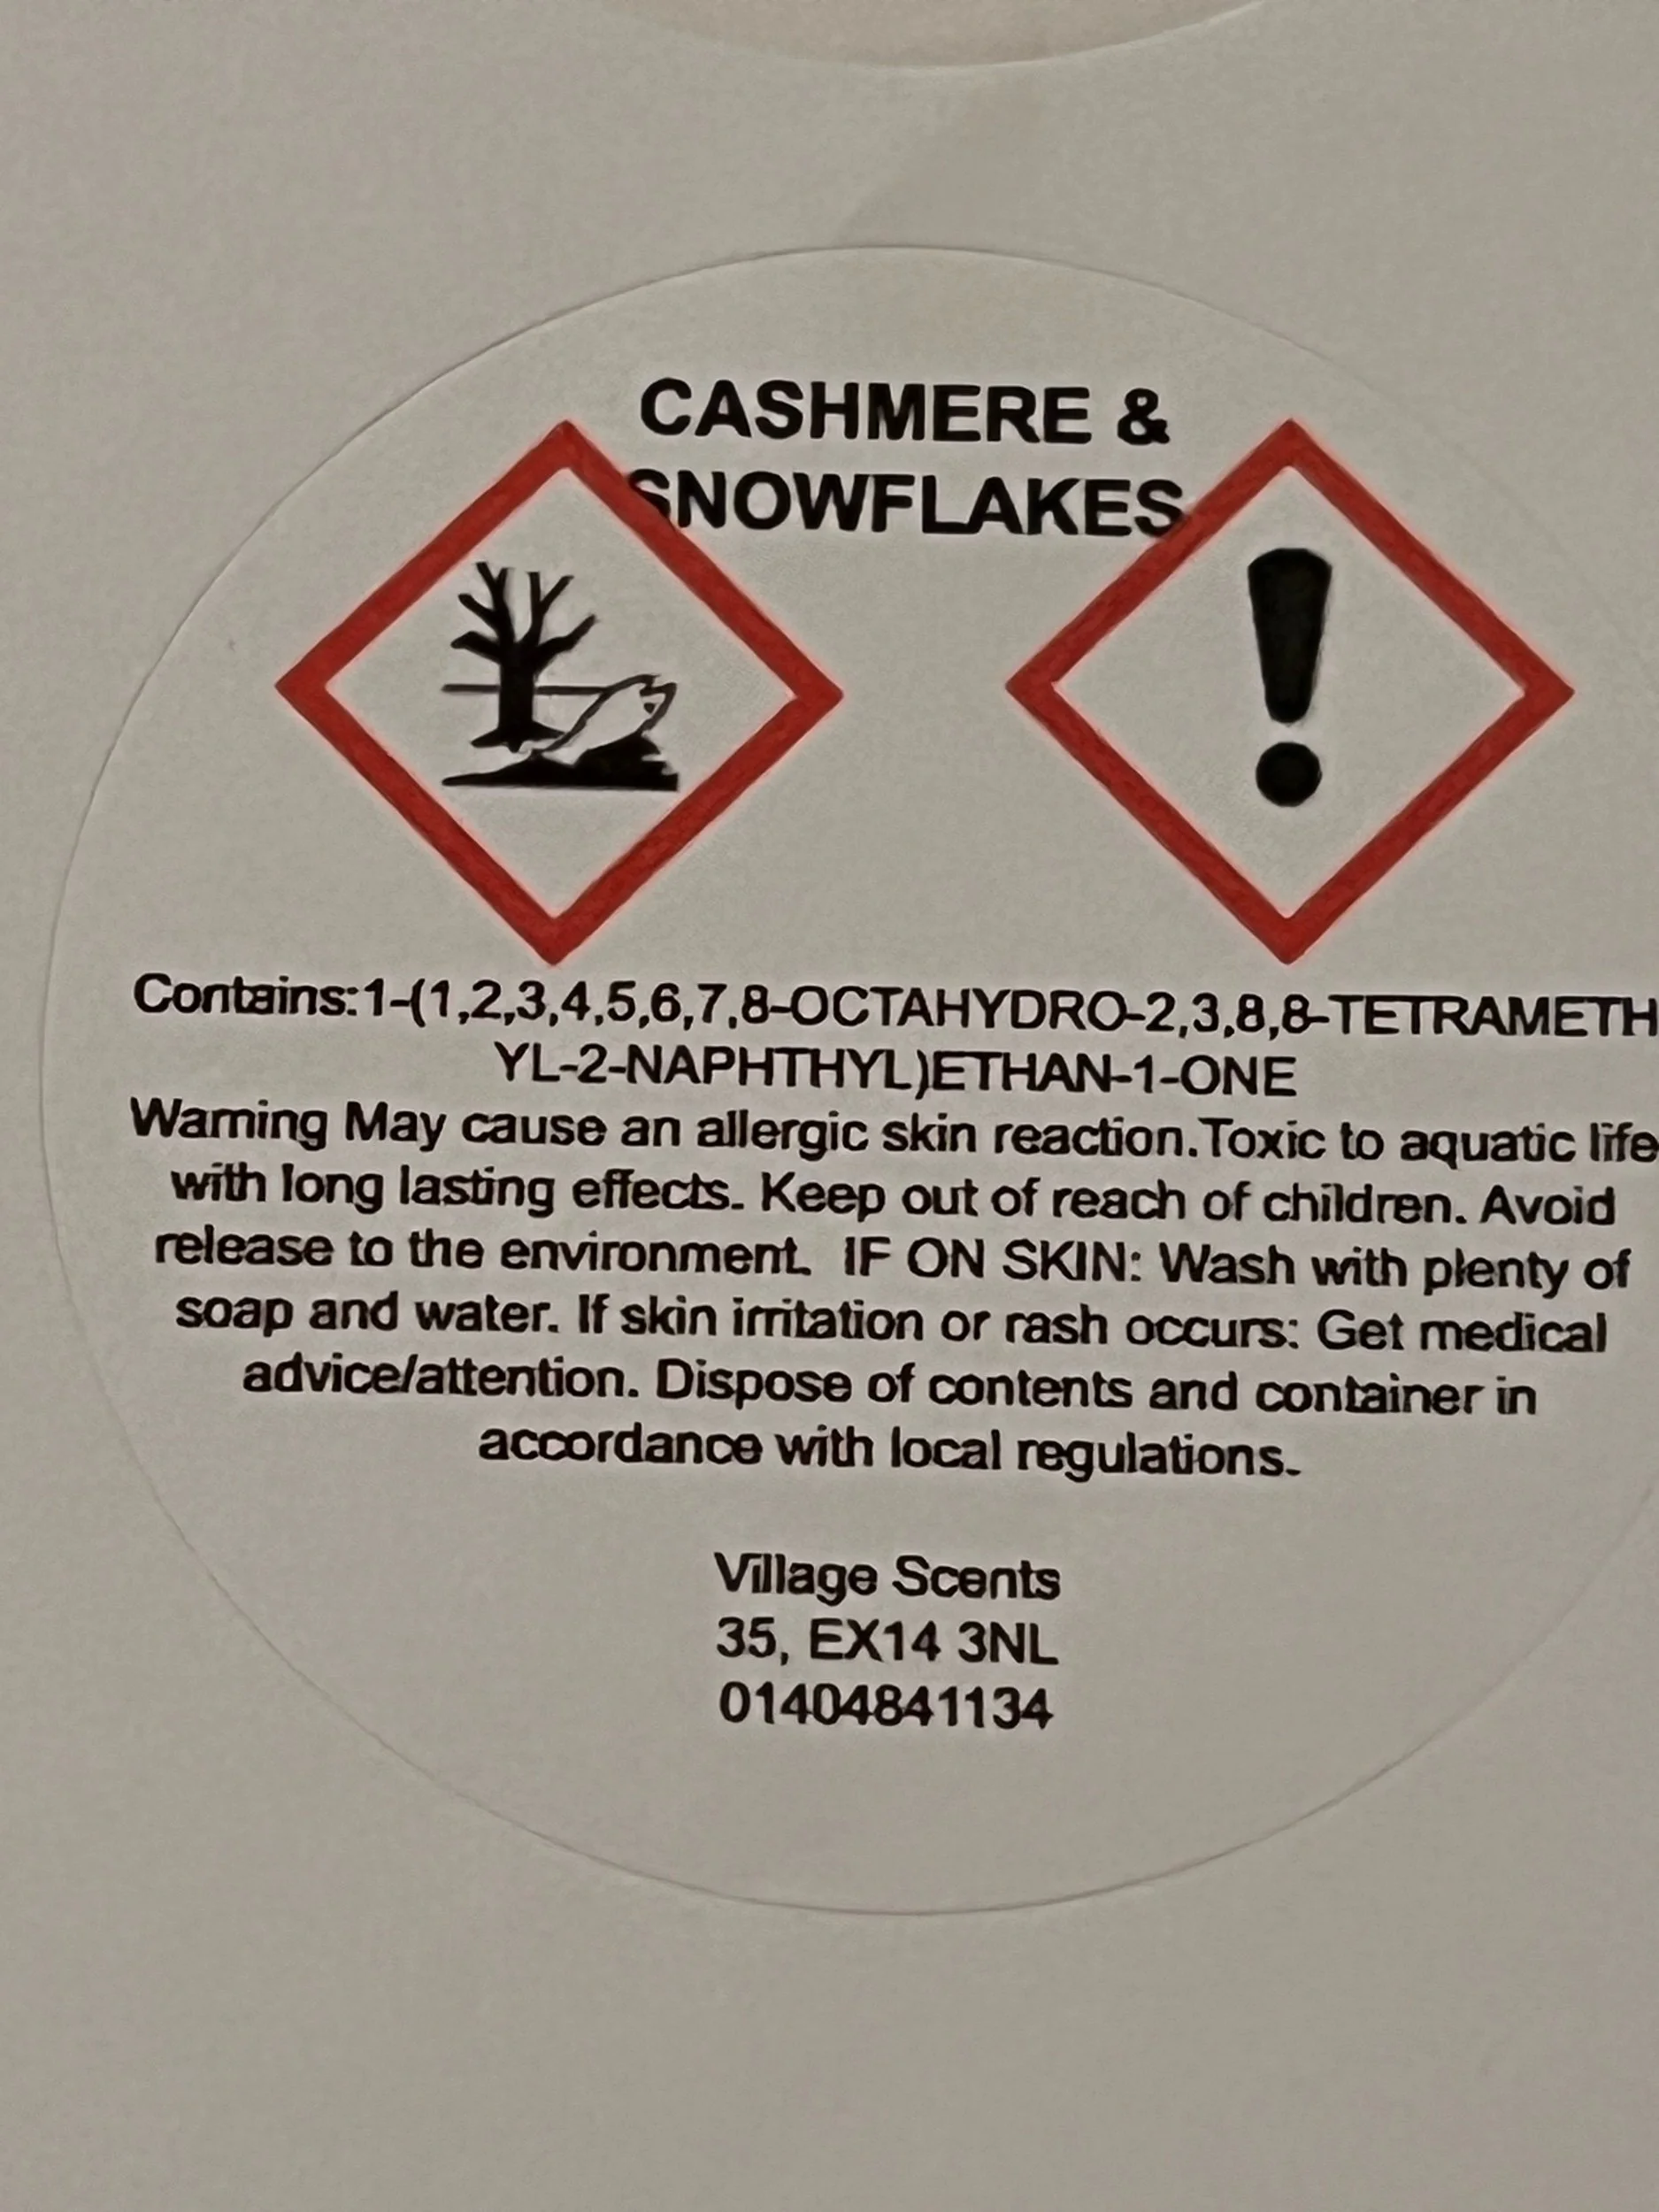 CASHMERE &
SNOWFLAKES
Contains:1-(1,2,3,4,5,6,7,8-OCTAHYDRO-2,3,8,8-TETRAMETH
YL-2-NAPHTHYL)ETHAN-1-ONE
Warning May cause an allergic skin reaction.Toxic to aquatic life
with long lasting effects. Keep out of reach of children. Avoid
release to the environment.  IF ON SKIN: Wash with plenty of
soap and water. If skin irritation or rash occurs: Get medical
advice/attention. Dispose of contents and container in
accordance with local regulations.
Village Scents
35, EX14 3NL
01404841134